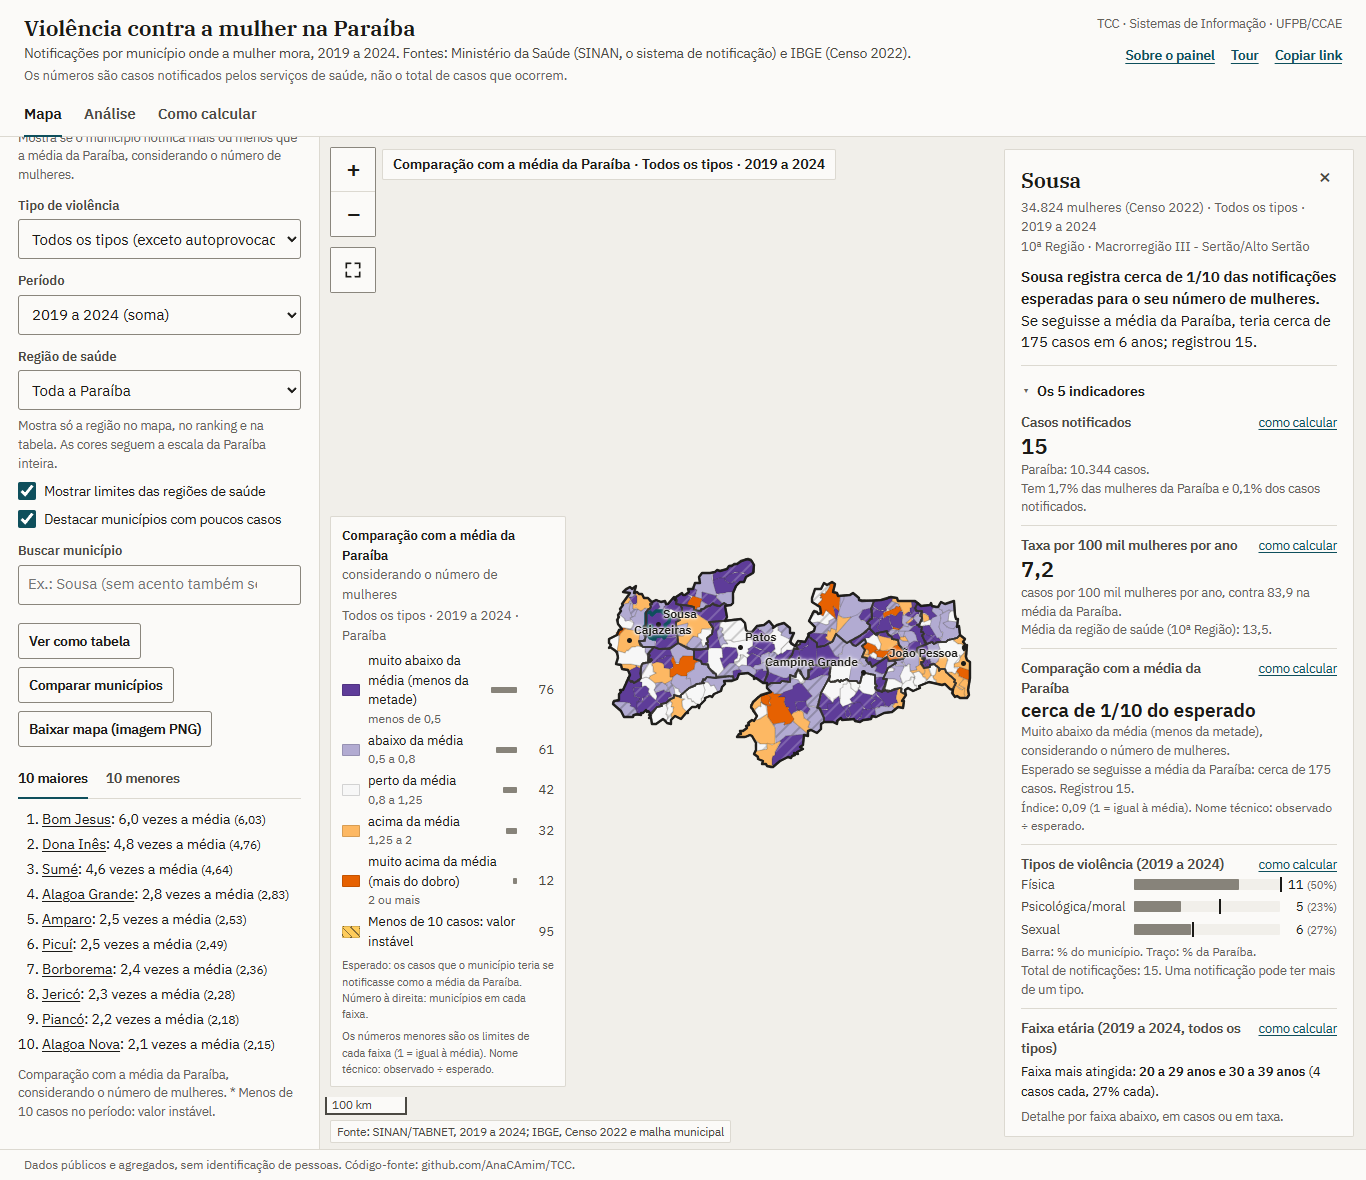 Violência contra a mulher na Paraíba
Notificações por município onde a mulher mora, 2019 a 2024. Fontes: Ministério da Saúde (SINAN, o sistema de notificação) e IBGE (Censo 2022).
Os números são casos notificados pelos serviços de saúde, não o total de casos que ocorrem.
TCC · Sistemas de Informação · UFPB/CCAE
Sobre o painel Tour Copiar link
Mapa Análise Como calcular
Mostra se o município notifica mais ou menos que
a média da Paraíba, considerando o número de
mulheres.
Tipo de violência
Todos os tipos (exceto autoprovocac
Período
2019 a 2024 (soma)
Região de saúde
Toda a Paraíba
Mostra só a região no mapa, no ranking e na
tabela. As cores seguem a escala da Paraíba
inteira.
Mostrar limites das regiões de saúde
Destacar municípios com poucos casos
Buscar município
Ex.: Sousa (sem acento também se
Ver como tabela
Comparar municípios
Baixar mapa (imagem PNG)
10 maiores 10 menores
1. Bom Jesus: 6,0 vezes a média (6,03)
2. Dona Inês: 4,8 vezes a média (4,76)
3. Sumé: 4,6 vezes a média (4,64)
4. Alagoa Grande: 2,8 vezes a média (2,83)
5. Amparo: 2,5 vezes a média (2,53)
6. Picuí: 2,5 vezes a média (2,49)
7. Borborema: 2,4 vezes a média (2,36)
8. Jericó: 2,3 vezes a média (2,28)
9. Piancó: 2,2 vezes a média (2,18)
10. Alagoa Nova: 2,1 vezes a média (2,15)
Comparação com a média da Paraíba,
considerando o número de mulheres. * Menos de
10 casos no período: valor instável.
+
−
Comparação com a média da Paraíba · Todos os tipos · 2019 a 2024
Comparação com a média da
Paraíba
considerando o número de
mulheres
Todos os tipos · 2019 a 2024 ·
Paraíba
muito abaixo da
média (menos da 76
metade)
menos de 0,5
abaixo da média 61
0,5 a 0,8
perto da média 42
0,8 a 1,25
acima da média 32
1,25 a 2
muito acima da média
(mais do dobro) 12
2 ou mais
Menos de 10 casos: valor 95
instável
Esperado: os casos que o município teria se
notificasse como a média da Paraíba.
Número à direita: municípios em cada
faixa.
Os números menores são os limites de
cada faixa (1 = igual à média). Nome
técnico: observado ÷ esperado.
100 km
Fonte: SINAN/TABNET, 2019 a 2024; IBGE, Censo 2022 e malha municipal
Sousa
Cajazeiras
Patos
Campina Grande
João Pessoa
Sousa ×
34.824 mulheres (Censo 2022) · Todos os tipos ·
2019 a 2024
10ª Região · Macrorregião III - Sertão/Alto Sertão
Sousa registra cerca de 1/10 das notificações
esperadas para o seu número de mulheres.
Se seguisse a média da Paraíba, teria cerca de
175 casos em 6 anos; registrou 15.
Os 5 indicadores
Casos notificados como calcular
15
Paraíba: 10.344 casos.
Tem 1,7% das mulheres da Paraíba e 0,1% dos casos
notificados.
Taxa por 100 mil mulheres por ano como calcular
7,2
casos por 100 mil mulheres por ano, contra 83,9 na
média da Paraíba.
Média da região de saúde (10ª Região): 13,5.
Comparação com a média da como calcular
Paraíba
cerca de 1/10 do esperado
Muito abaixo da média (menos da metade),
considerando o número de mulheres.
Esperado se seguisse a média da Paraíba: cerca de 175
casos. Registrou 15.
Índice: 0,09 (1 = igual à média). Nome técnico: observado
÷ esperado.
Tipos de violência (2019 a 2024) como calcular
Física 11 (50%)
Psicológica/moral 5 (23%)
Sexual 6 (27%)
Barra: % do município. Traço: % da Paraíba.
Total de notificações: 15. Uma notificação pode ter mais
de um tipo.
Faixa etária (2019 a 2024, todos os como calcular
tipos)
Faixa mais atingida: 20 a 29 anos e 30 a 39 anos (4
casos cada, 27% cada).
Detalhe por faixa abaixo, em casos ou em taxa.
Dados públicos e agregados, sem identificação de pessoas. Código-fonte: github.com/AnaCAmim/TCC.